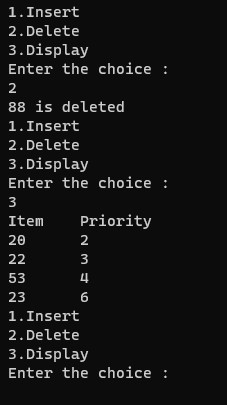 1.Insert
2.Delete
3.Display
Enter the choice :
2
88 is deleted
1.Insert
2.Delete
3.Display
Enter the choice :
3
Item     Priority
20       2
22       3
53       4
23       6
1.Insert
2.Delete
3.Display
Enter the choice :